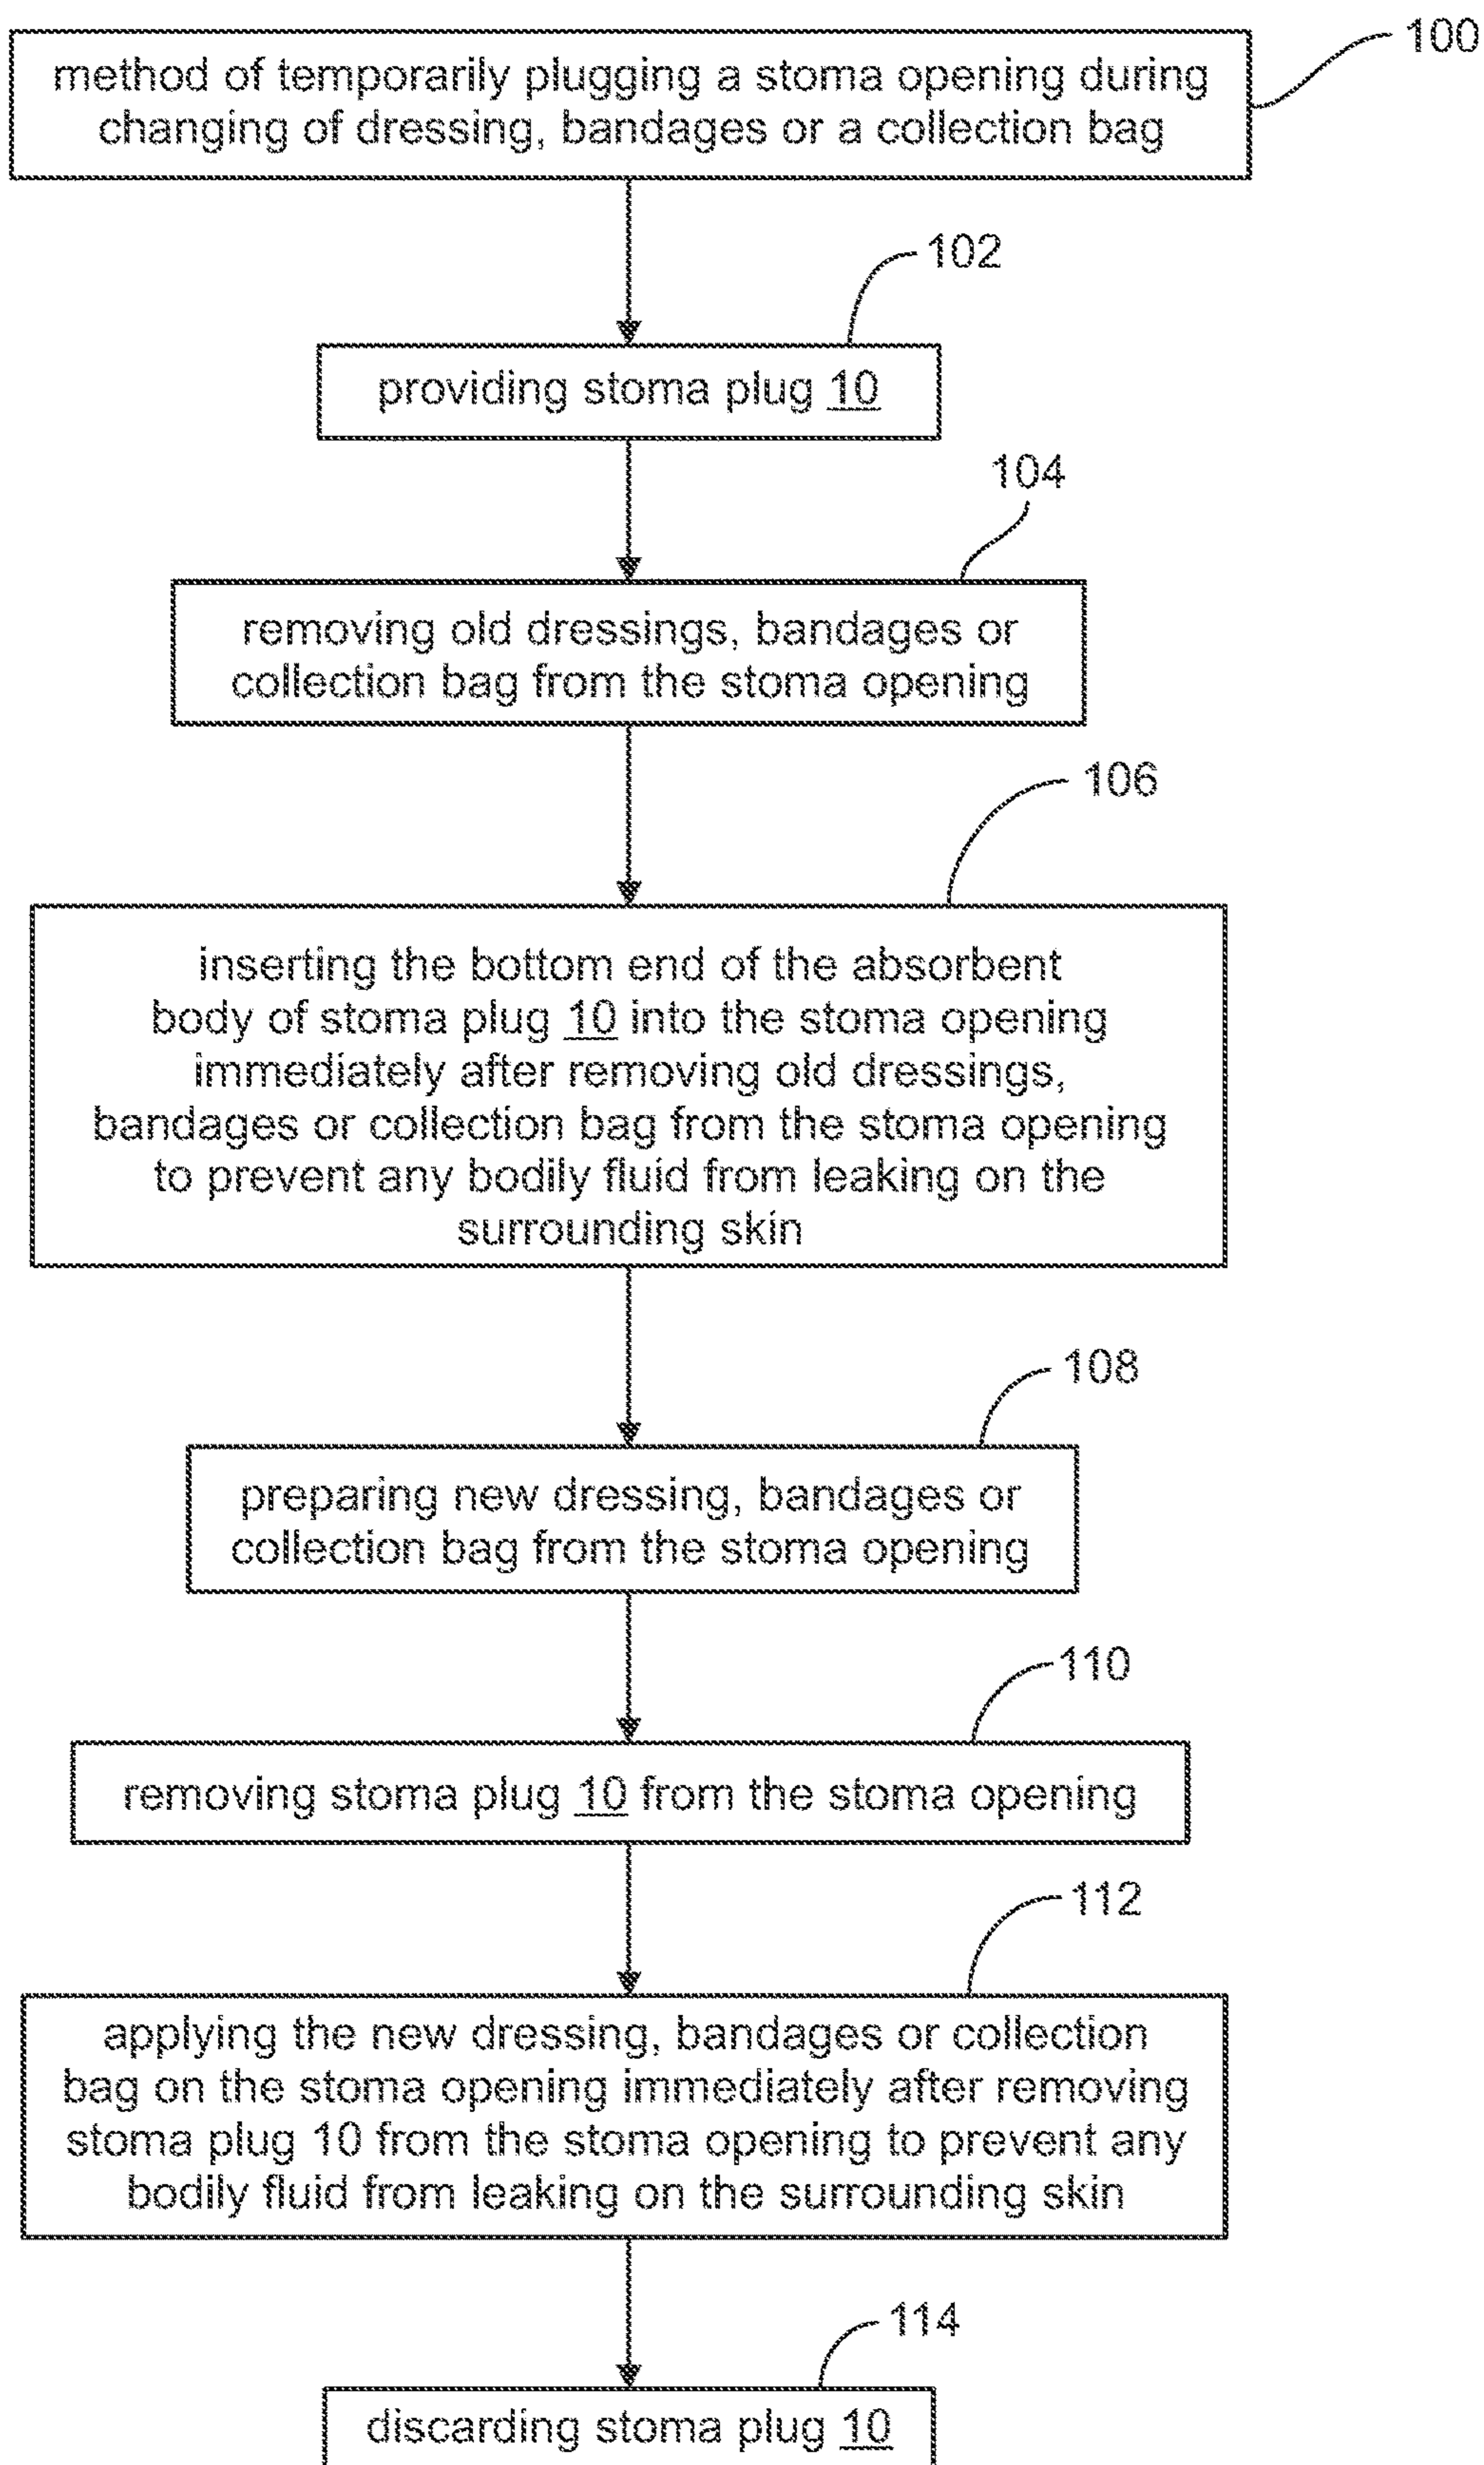 100
method of temporarily plugging a stoma opening during
changing of dressing, bandages or a collection bag
102
providing stoma plug 10
104
removing old dressings, bandages or
collection bag from the stoma opening
106
inserting the bottom end of the absorbent
body of stoma plug 10 into the stoma opening
immediately after removing old dressings,
bandages or collection bag from the stoma opening
to prevent any bodily fluid from leaking on the
surrounding skin
108
preparing new dressing, bandages or
collection bag from the stoma opening
110
removing stoma plug 10 from the stoma opening
112
applying the new dressing, bandages or collection
bag on the stoma opening immediately after removing
stoma plug 10 from the stoma opening to prevent any
bodily fluid from leaking on the surrounding skin
114
discarding stoma plug 10